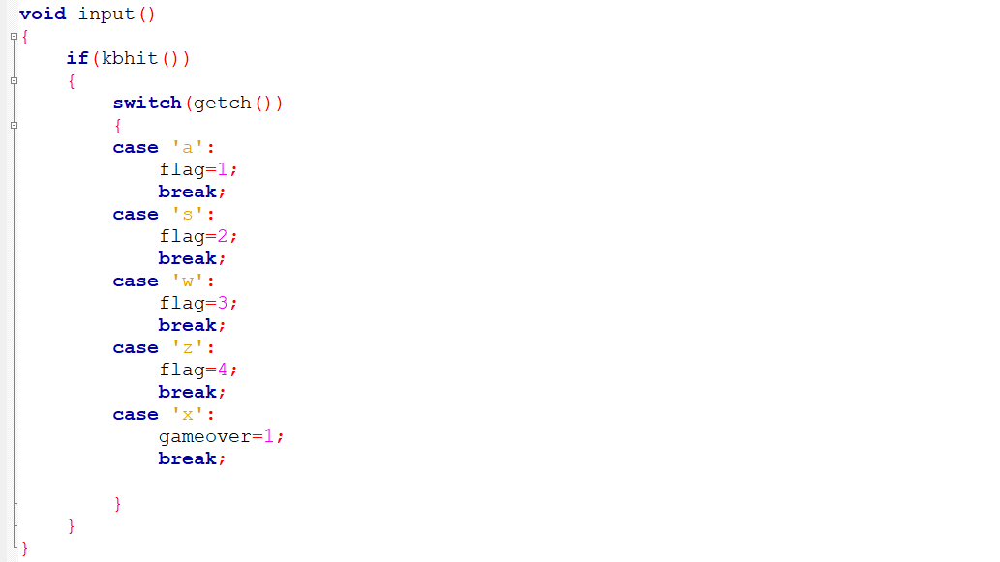 void input()
{
    if(kbhit())
    {
        switch(getch())
        {
        case 'a':
            flag=1;
            break;
        case 's':
            flag=2;
            break;
        case 'w':
            flag=3;
            break;
        case 'z':
            flag=4;
            break;
        case 'x':
            gameover=1;
            break;

        }
    }
}